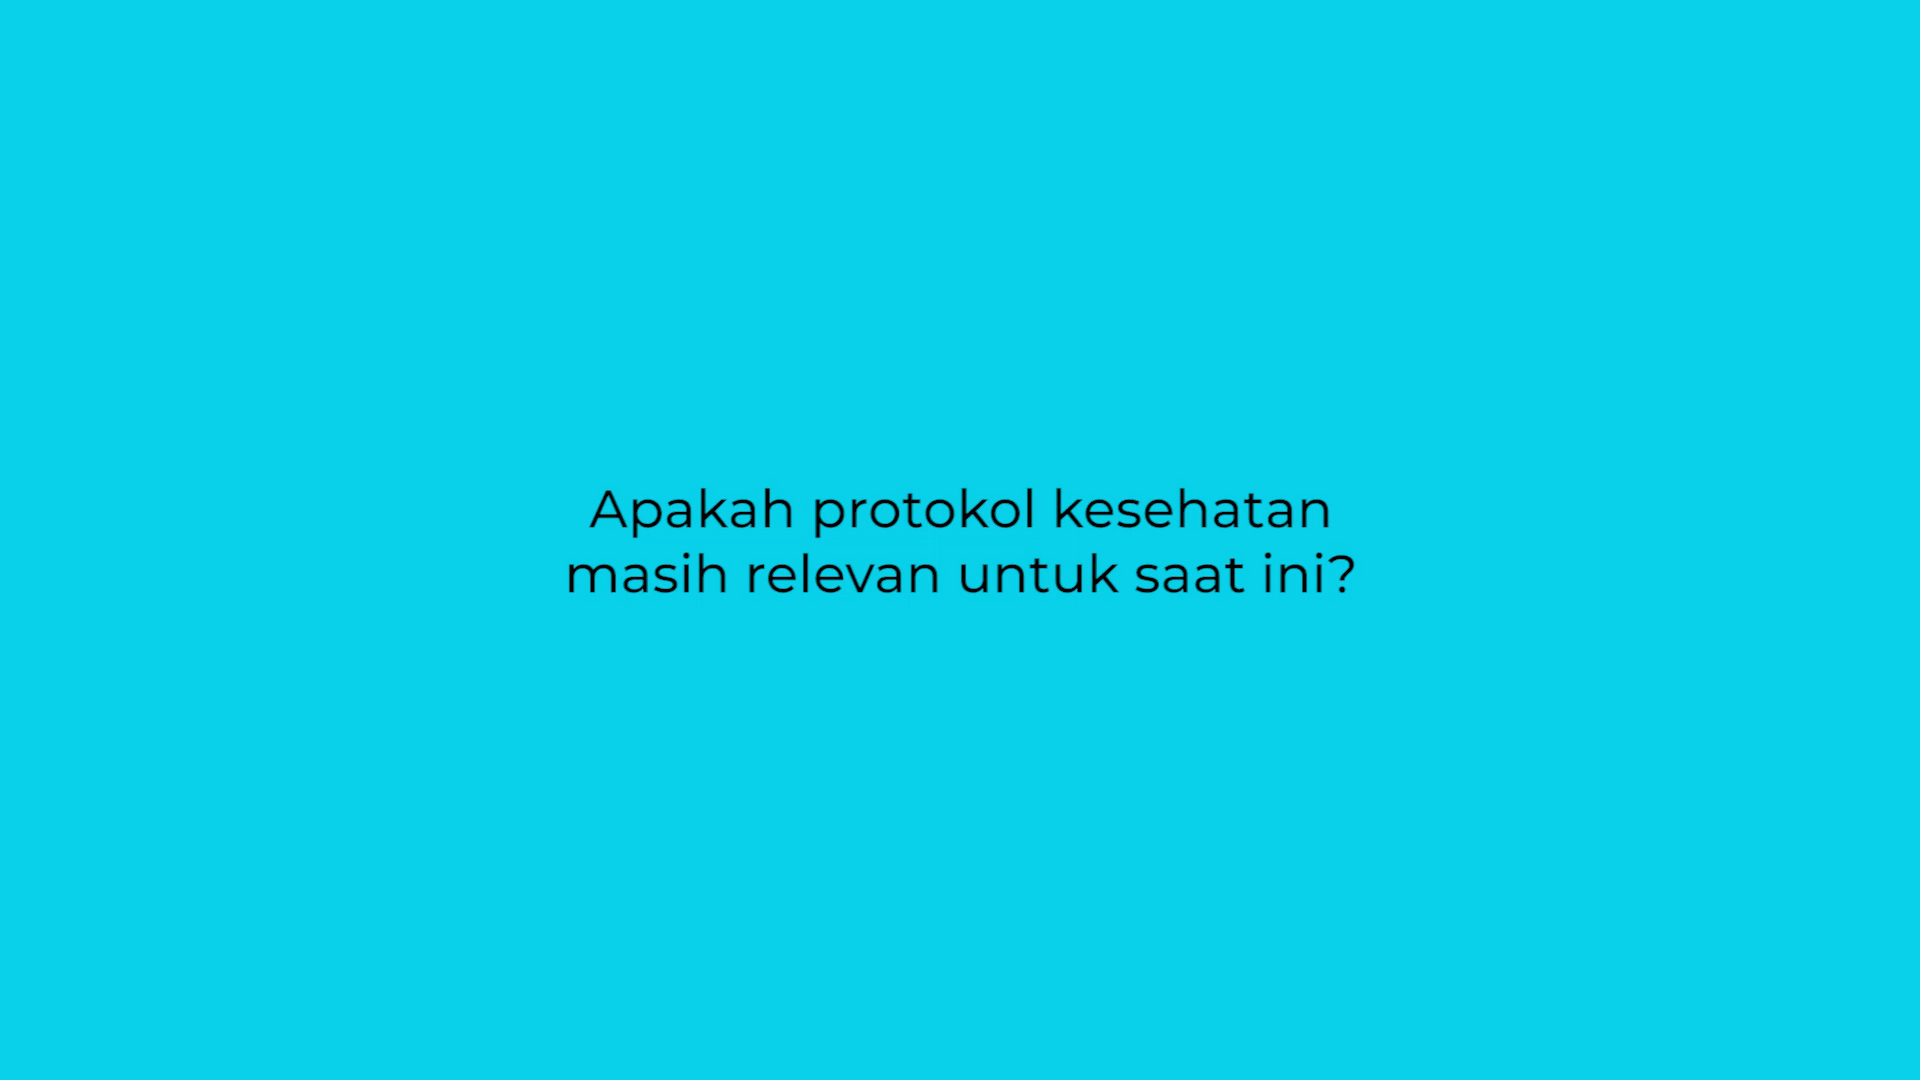 Apakah protokol kesehatan
masih relevan untuk saat ini?